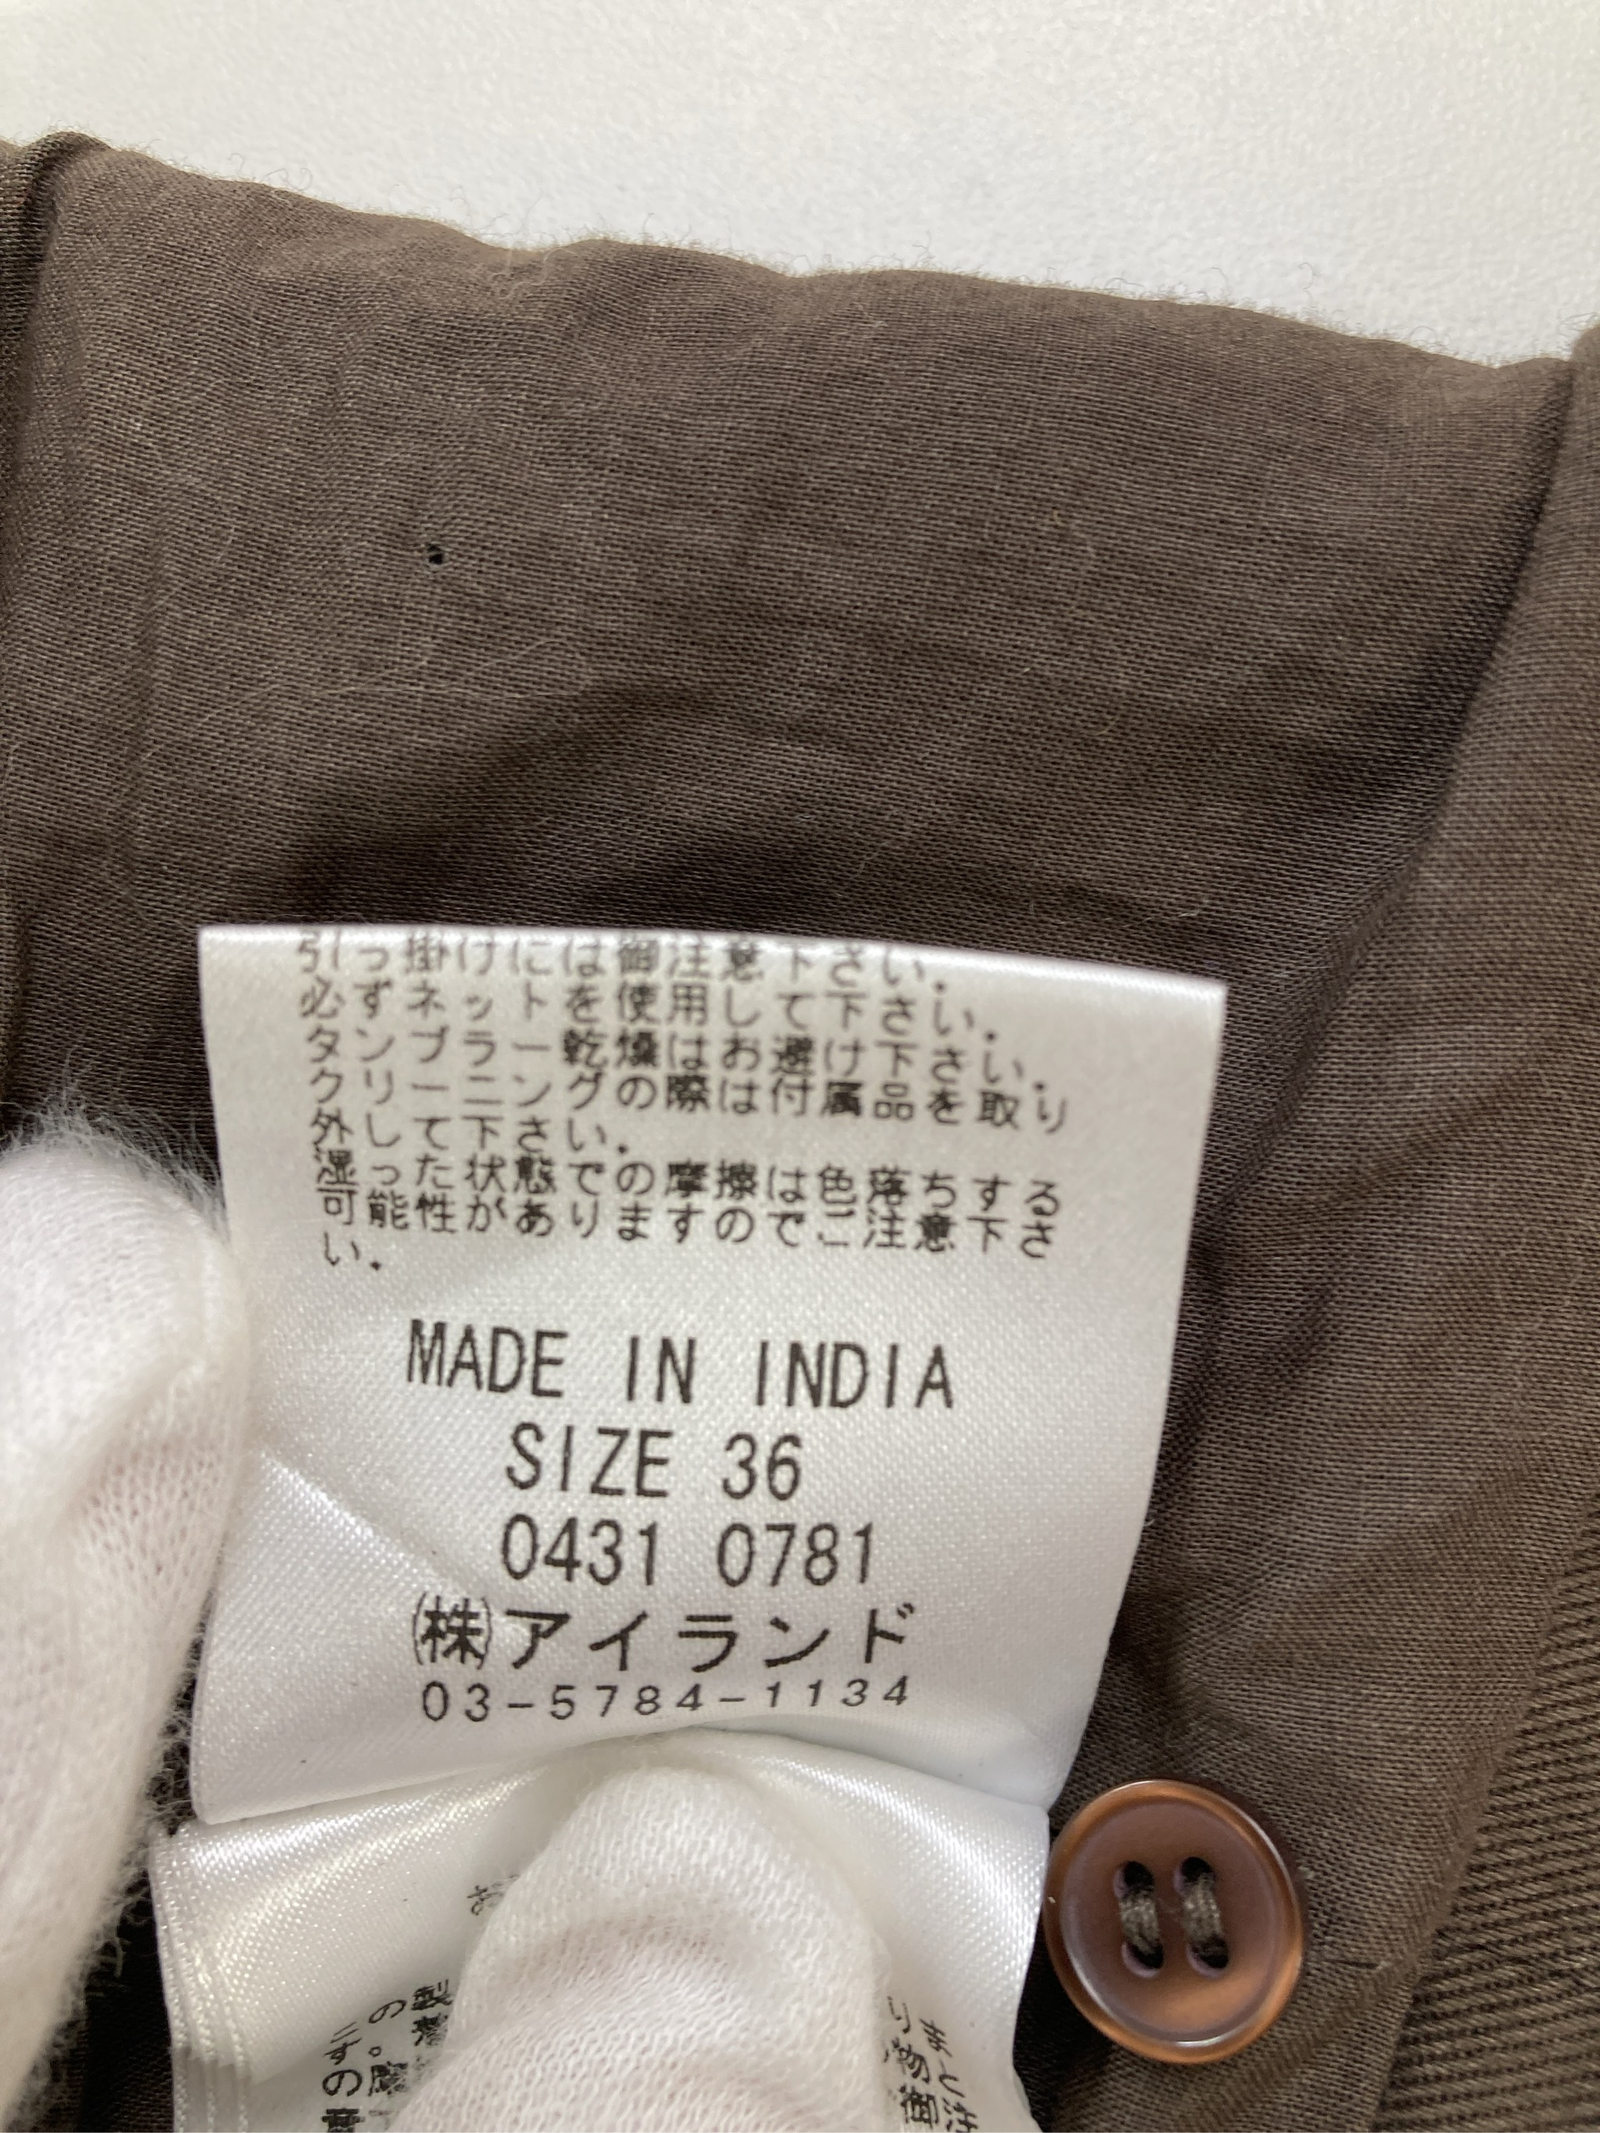 引っ掛けには御注意下さい.
必ずネットを使用して下さい.
タンブラー乾燥はお避け下さい.
クリーニングの際は付属品を取り
外して下さい.
湿った状態での摩擦は色落ちする
可能性がありますのでご注意下さ
い.
MADE IN INDIA
SIZE 36
0431 0781
㈱アイランド
03-5784-1134